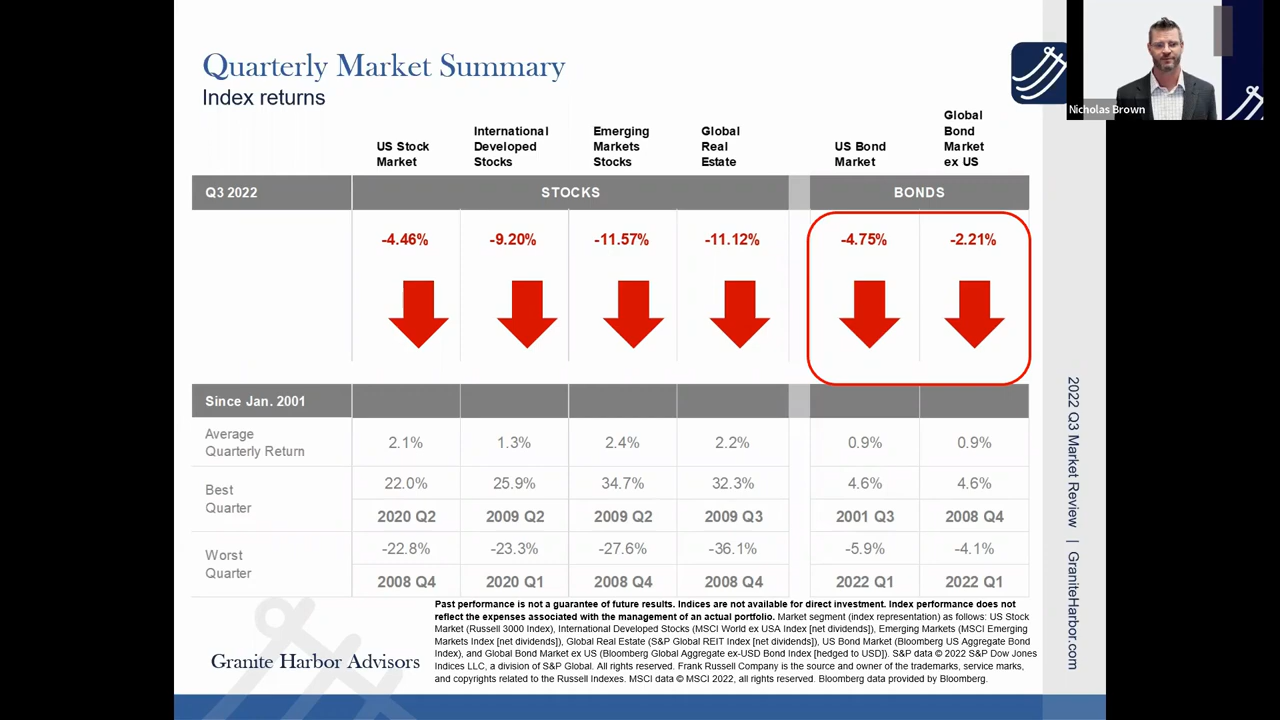 Quarterly Market Summary
Index returns
Nicholas Brown
US Stock
Market
International
Developed
Stocks
Emerging
Markets
Stocks
Global
Real
Estate
US Bond
Market
Global
Bond
Market
ex US
Q3 2022
STOCKS
BONDS
-4.46%
-9.20%
-11.57%
-11.12%
-4.75%
-2.21%
Since Jan. 2001
Average
Quarterly Return
2.1%
1.3%
2.4%
2.2%
0.9%
0.9%
Best
Quarter
22.0%
25.9%
34.7%
32.3%
4.6%
4.6%
2020 Q2
2009 Q2
2009 Q2
2009 Q3
2001 Q3
2008 Q4
Worst
Quarter
-22.8%
-23.3%
-27.6%
-36.1%
-5.9%
-4.1%
2008 Q4
2020 Q1
2008 Q4
2008 Q4
2022 Q1
2022 Q1
Past performance is not a guarantee of future results. Indices are not available for direct investment. Index performance does not
reflect the expenses associated with the management of an actual portfolio. Market segment (index representation) as follows: US Stock
Market (Russell 3000 Index), International Developed Stocks (MSCI World ex USA Index [net dividends]), Emerging Markets (MSCI Emerging
Markets Index [net dividends]), Global Real Estate (S&P Global REIT Index [net dividends]), US Bond Market (Bloomberg US Aggregate Bond
Index), and Global Bond Market ex US (Bloomberg Global Aggregate ex-USD Bond Index [hedged to USD]). S&P data © 2022 S&P Dow Jones
Indices LLC, a division of S&P Global. All rights reserved. Frank Russell Company is the source and owner of the trademarks, service marks,
and copyrights related to the Russell Indexes. MSCI data © MSCI 2022, all rights reserved. Bloomberg data provided by Bloomberg.
Granite Harbor Advisors
2022 Q3 Market Review | GraniteHarbor.com